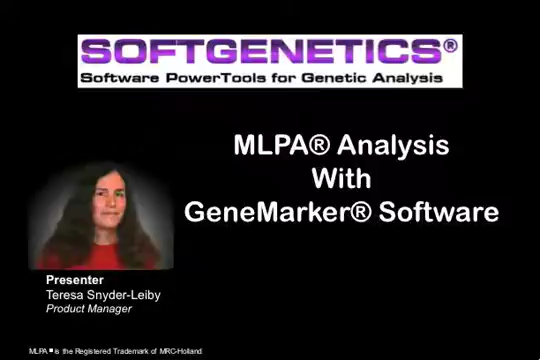 SOFTGENETICS®
Software PowerTools for Genetic Analysis
MLPA® Analysis
With
GeneMarker® Software
Presenter
Teresa Snyder-Leiby
Product Manager
MLPA ® is the Registered Trademark of MRC-Holland